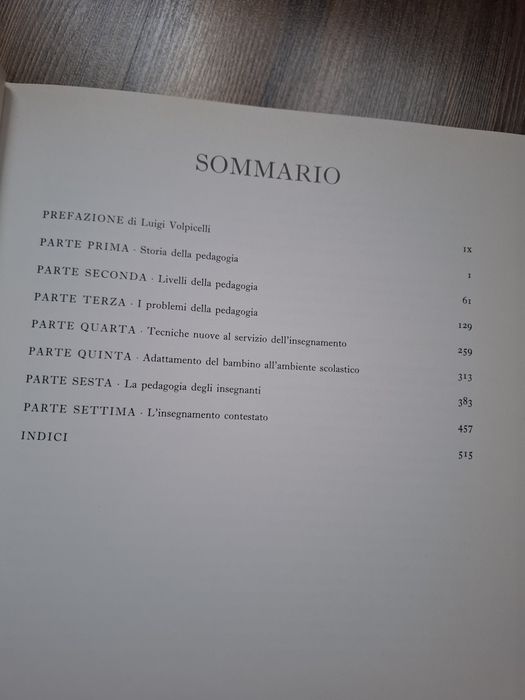 SOMMARIO
PREFAZIONE di Luigi Volpicelli IX
PARTE PRIMA · Storia della pedagogia 1
PARTE SECONDA · Livelli della pedagogia 61
PARTE TERZA · I problemi della pedagogia 129
PARTE QUARTA · Tecniche nuove al servizio dell'insegnamento 259
PARTE QUINTA · Adattamento del bambino all'ambiente scolastico 313
PARTE SESTA · La pedagogia degli insegnanti 383
PARTE SETTIMA · L'insegnamento contestato 457
INDICI 515